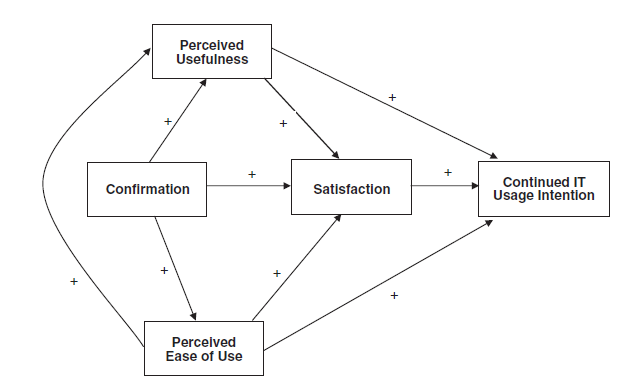 Perceived
Usefulness
+
+
+
+
Confirmation
Satisfaction
+
Continued IT
Usage Intention
+
+
+
+
Perceived
Ease of Use